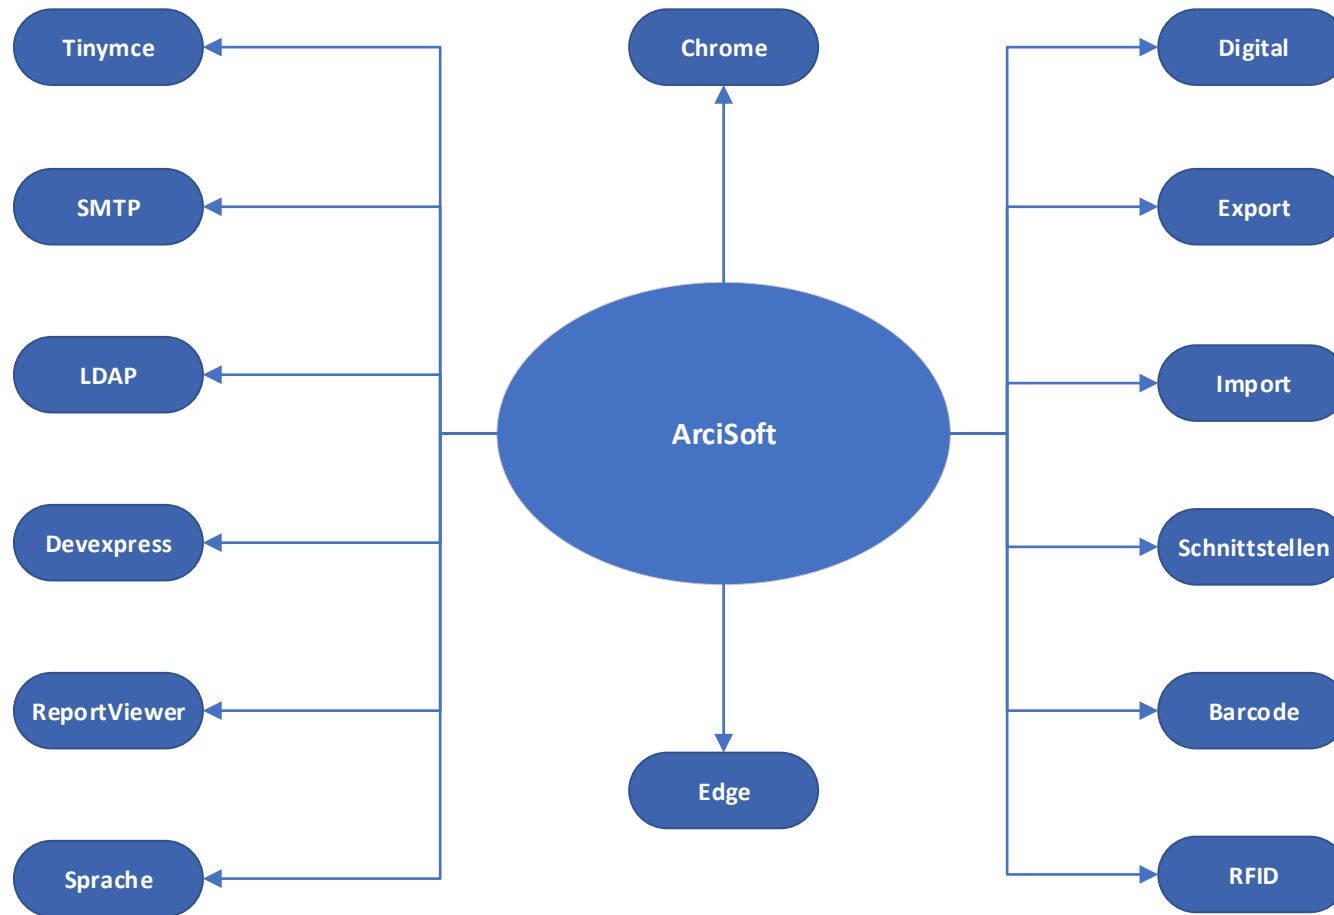 Tinymce
Chrome
Digital
SMTP
Export
LDAP
Import
ArciSoft
Devexpress
Schnittstellen
ReportViewer
Barcode
Edge
Sprache
RFID